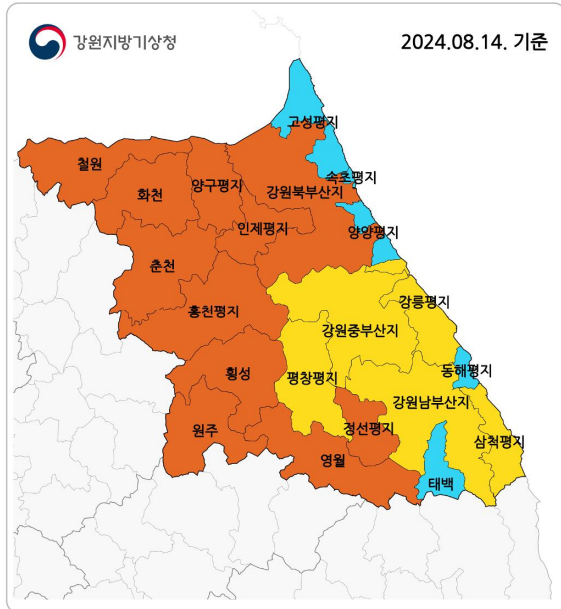 강원지방기상청
2024.08.14. 기준
고성평지
철원
속초평지
양구평지
화천
강원북부산지
인제평지
양양평지
춘천
강릉평지
홍천평지
강원중부산지
동해평지
횡성
평창평지
강원남부산지
정선평지
원주
삼척평지
영월
태백